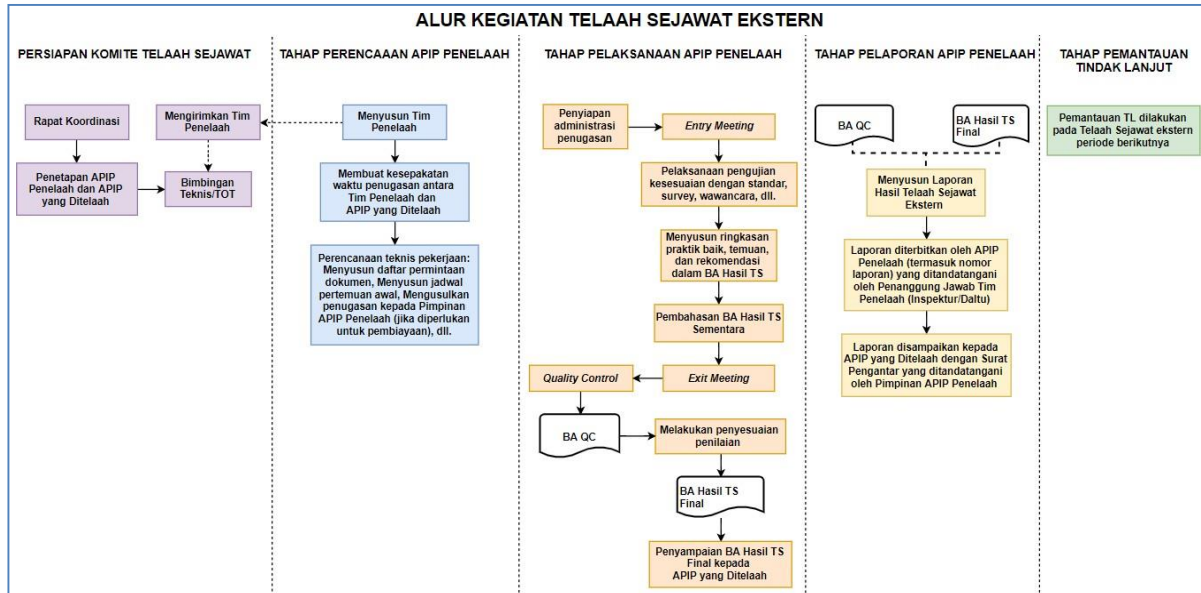 ALUR KEGIATAN TELAAH SEJAWAT EKSTERN
PERSIAPAN KOMITE TELAAH SEJAWAT
Rapat Koordinasi
Mengirimkan Tim
Penelaah
Penetapan APIP
Penelaah dan APIP
yang Ditelaah
Bimbingan
Teknis/TOT
TAHAP PERENCAAAN APIP PENELAAH
Menyusun Tim
Penelaah
Membuat kesepakatan
waktu penugasan antara
Tim Penelaah dan
APIP yang Ditelaah
Perencanaan teknis pekerjaan:
Menyusun daftar permintaan
dokumen, Menyusun jadwal
pertemuan awal, Mengusulkan
penugasan kepada Pimpinan
APIP Penelaah (jika diperlukan
untuk pembiayaan), dll.
TAHAP PELAKSANAAN APIP PENELAAH
Penyiapan
administrasi
penugasan
Entry Meeting
Pelaksanaan pengujian
kesesuaian dengan standar,
survey, wawancara, dll.
Menyusun ringkasan
praktik baik, temuan,
dan rekomendasi
dalam BA Hasil TS
Pembahasan BA Hasil TS
Sementara
Quality Control
Exit Meeting
BA QC
Melakukan penyesuaian
penilaian
BA Hasil TS
Final
Penyampaian BA Hasil TS
Final kepada
APIP yang Ditelaah
TAHAP PELAPORAN APIP PENELAAH
BA QC
BA Hasil TS
Final
Menyusun Laporan
Hasil Telaah Sejawat
Ekstern
Laporan diterbitkan oleh APIP
Penelaah (termasuk nomor
laporan) yang ditandatangani
oleh Penanggung Jawab Tim
Penelaah (Inspektur/Daltu)
Laporan disampaikan kepada
APIP yang Ditelaah dengan Surat
Pengantar yang ditandatangani
oleh Pimpinan APIP Penelaah
TAHAP PEMANTAUAN
TINDAK LANJUT
Pemantauan TL dilakukan
pada Telaah Sejawat ekstern
periode berikutnya